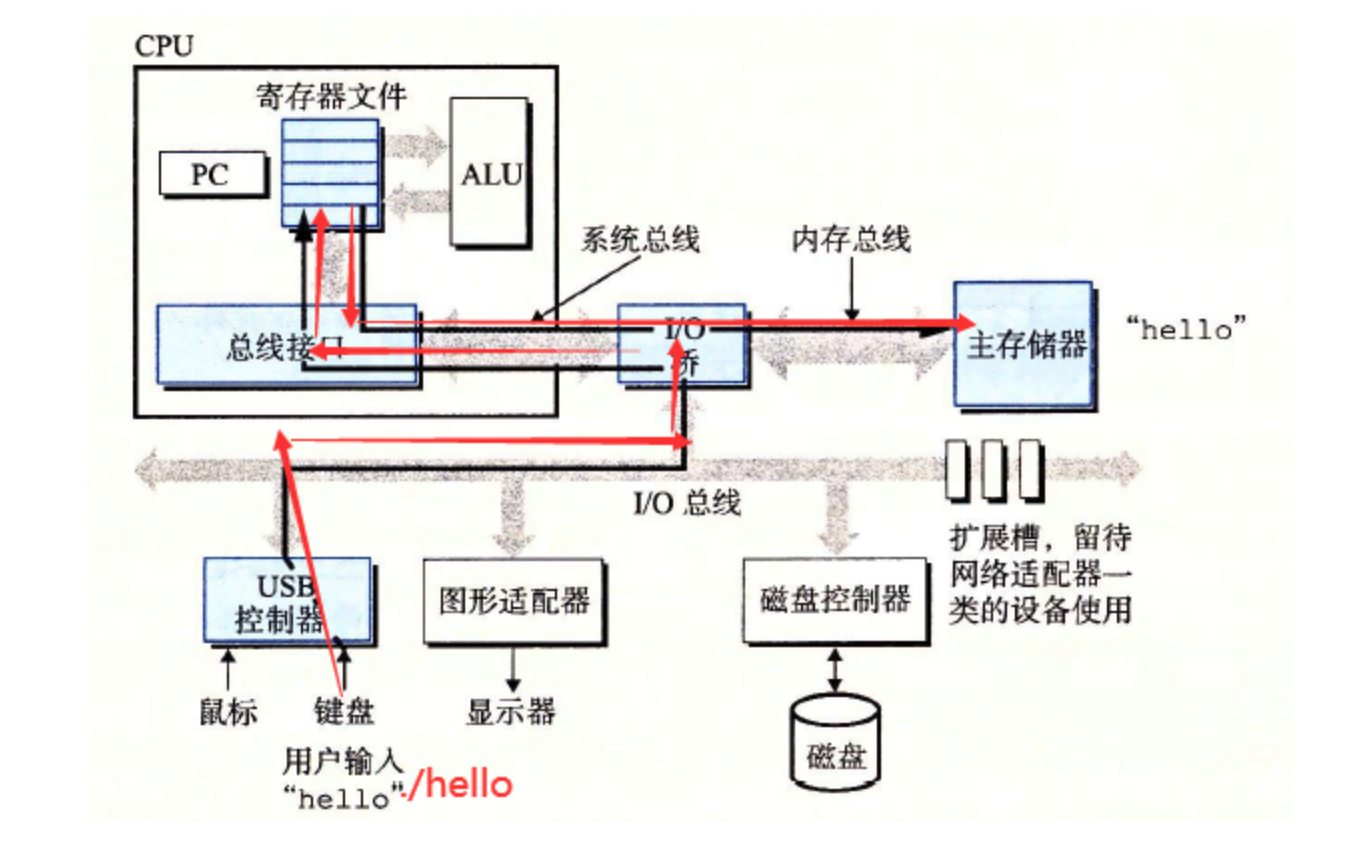 CPU
寄存器文件
PC
ALU
系统总线
内存总线
总线接口
I/O
桥
主存储器
“hello”
I/O 总线
扩展槽，留待
网络适配器一
类的设备使用
USB
控制器
图形适配器
磁盘控制器
鼠标
键盘
显示器
磁盘
用户输入
“hello”./hello